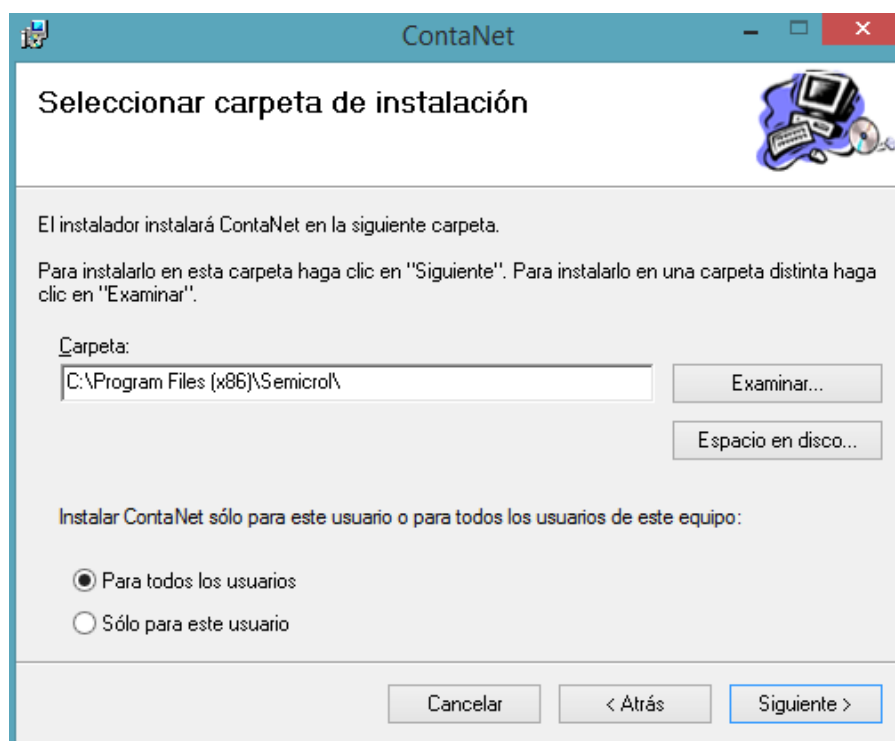 ContaNet
Seleccionar carpeta de instalación
El instalador instalará ContaNet en la siguiente carpeta.
Para instalarlo en esta carpeta haga clic en "Siguiente". Para instalarlo en una carpeta distinta haga
clic en "Examinar".
Carpeta:
C:\Program Files (x86)\Semicrol\
Examinar...
Espacio en disco...
Instalar ContaNet sólo para este usuario o para todos los usuarios de este equipo:
Para todos los usuarios
Sólo para este usuario
Cancelar
< Atrás
Siguiente >